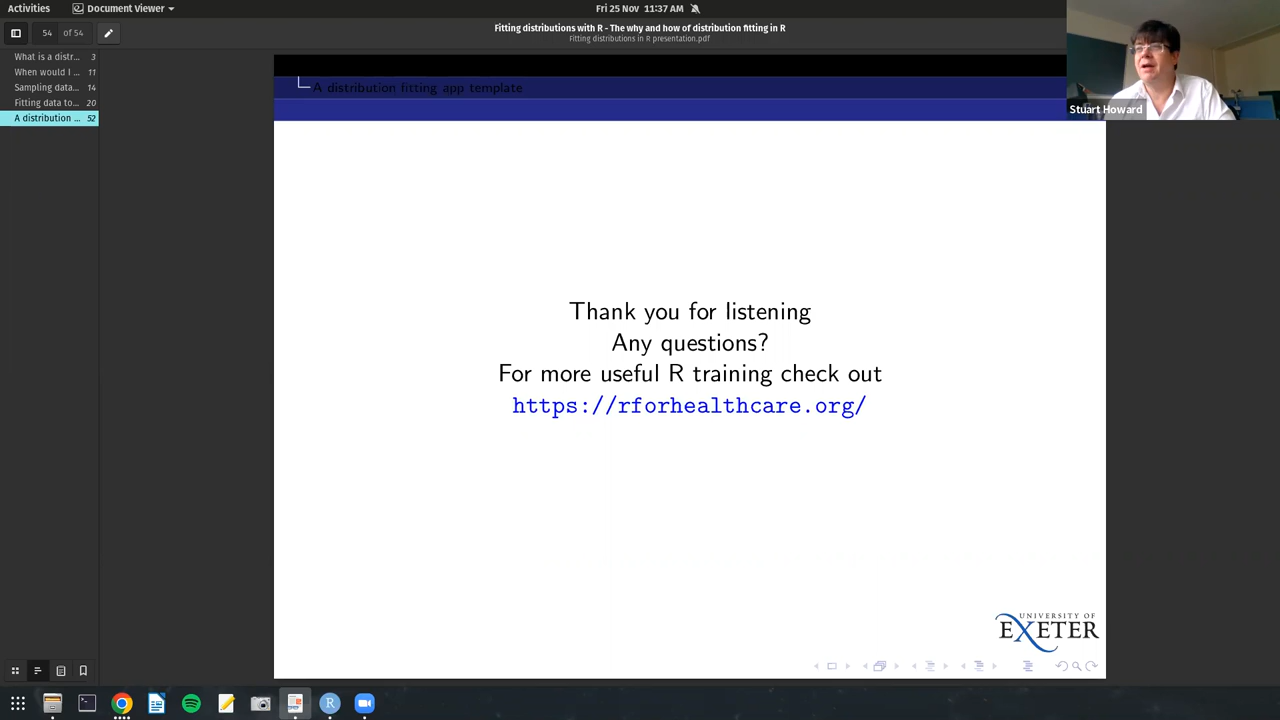 Activities
Document Viewer
Fri 25 Nov 11:37 AM
54 of 54
Fitting distributions with R - The why and how of distribution fitting in R
Fitting distributions in R presentation.pdf
What is a distr... 3
When would I ... 11
Sampling data... 14
Fitting data to... 20
A distribution ... 52
A distribution fitting app template
Stuart Howard
Thank you for listening
Any questions?
For more useful R training check out
https://rforhealthcare.org/
UNIVERSITY OF
EXETER